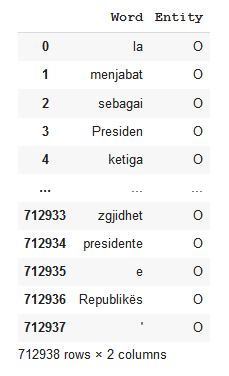 Word Entity
0 Ia O
1 menjabat O
2 sebagai O
3 Presiden O
4 ketiga O
... ... ...
712933 zgjidhet O
712934 presidente O
712935 e O
712936 Republikës O
712937 ' O
712938 rows × 2 columns